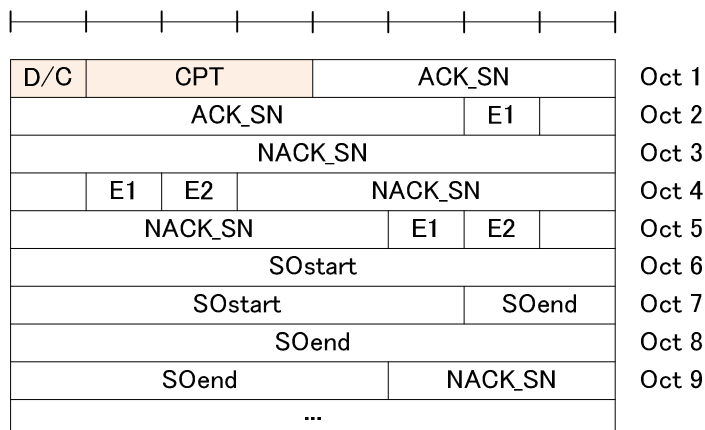 D/C CPT ACK_SN Oct 1
ACK_SN E1 Oct 2
NACK_SN Oct 3
E1 E2 NACK_SN Oct 4
NACK_SN E1 E2 Oct 5
SOstart Oct 6
SOstart SOend Oct 7
SOend Oct 8
SOend NACK_SN Oct 9
...